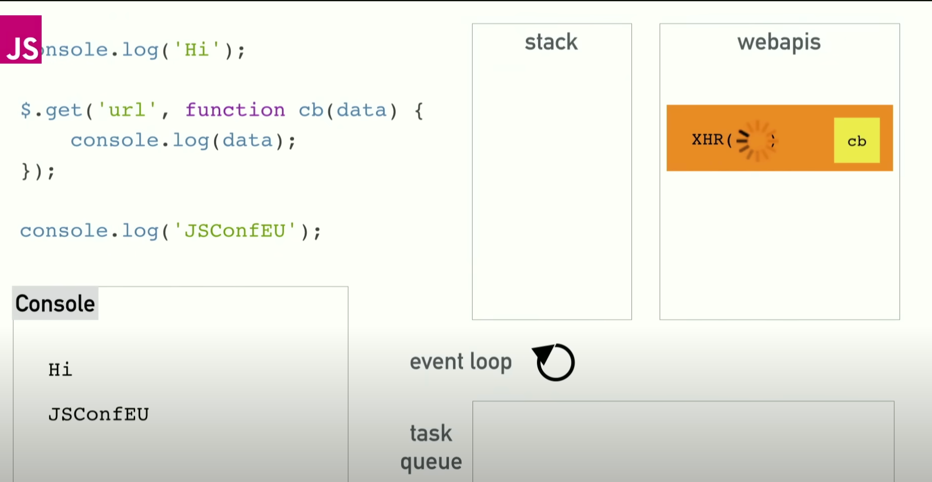 JS
onsole.log('Hi');
$.get('url', function cb(data) {
    console.log(data);
});
console.log('JSConfEU');
Console
Hi
JSConfEU
stack
webapis
XHR( )
cb
event loop
task
queue